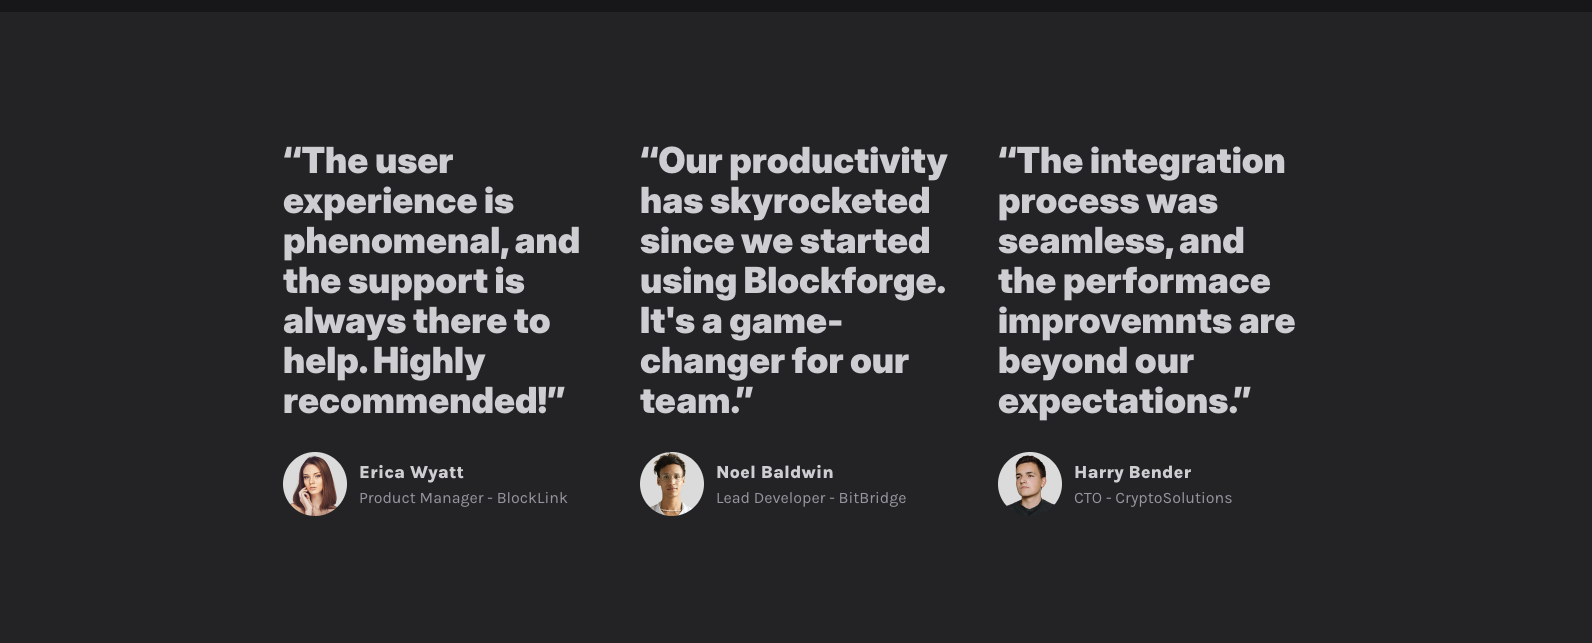 “The user
experience is
phenomenal, and
the support is
always there to
help. Highly
recommended!”
Erica Wyatt
Product Manager - BlockLink
“Our productivity
has skyrocketed
since we started
using Blockforge.
It's a game-
changer for our
team.”
Noel Baldwin
Lead Developer - BitBridge
“The integration
process was
seamless, and
the performace
improvemnts are
beyond our
expectations.”
Harry Bender
CTO - CryptoSolutions